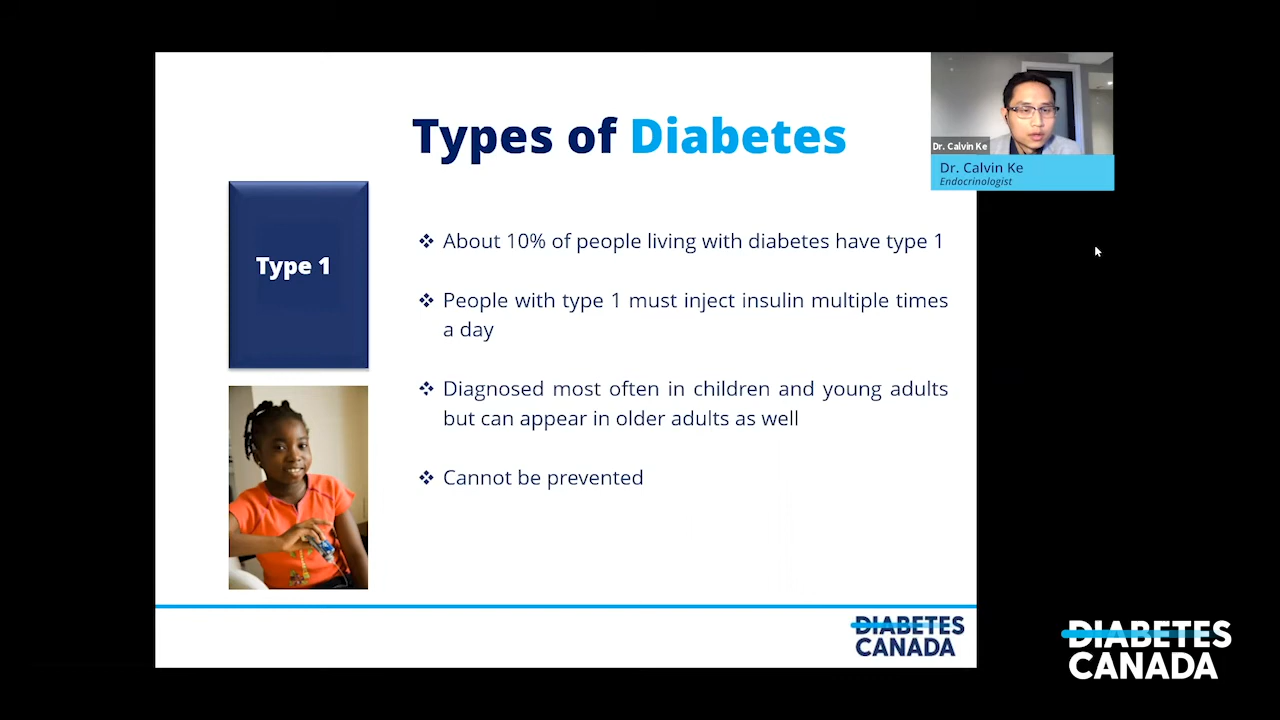 Types of Diabetes
Dr. Calvin Ke
Dr. Calvin Ke
Endocrinologist
Type 1
❖ About 10% of people living with diabetes have type 1
❖ People with type 1 must inject insulin multiple times
a day
❖ Diagnosed most often in children and young adults
but can appear in older adults as well
❖ Cannot be prevented
DIABETES
CANADA
DIABETES
CANADA